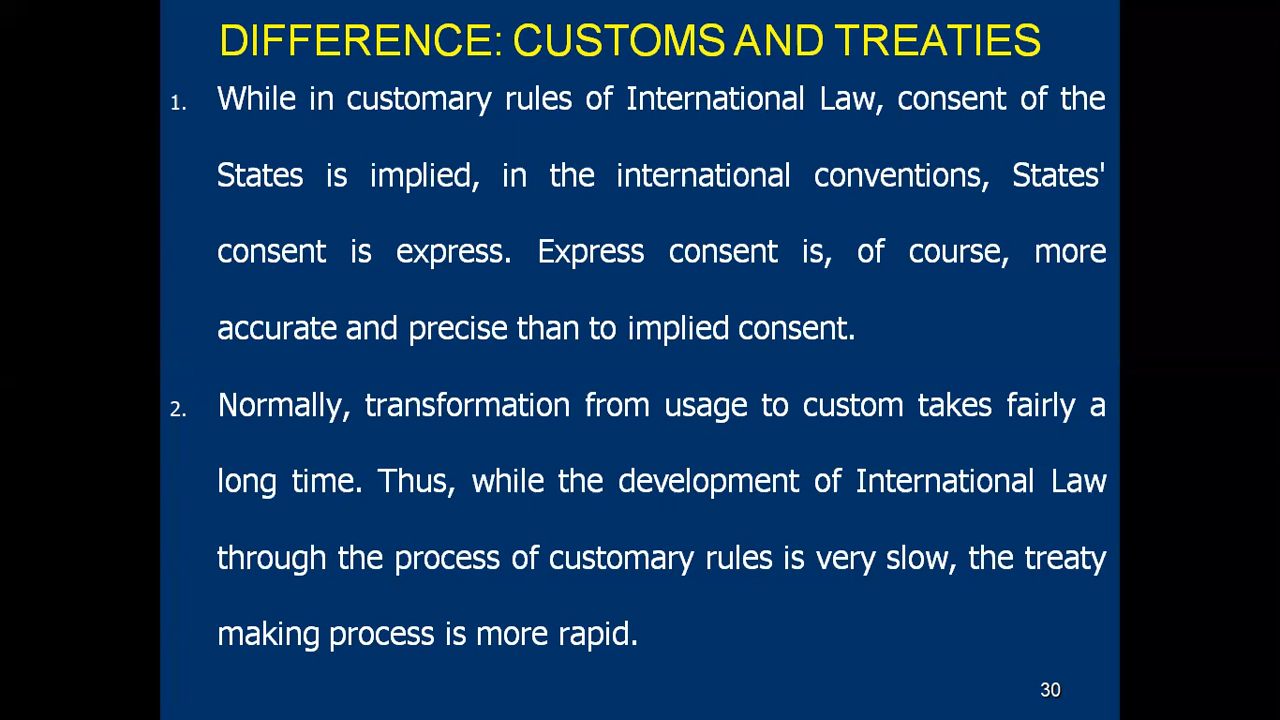 DIFFERENCE: CUSTOMS AND TREATIES
1. While in customary rules of International Law, consent of the
States is implied, in the international conventions, States'
consent is express. Express consent is, of course, more
accurate and precise than to implied consent.
2. Normally, transformation from usage to custom takes fairly a
long time. Thus, while the development of International Law
through the process of customary rules is very slow, the treaty
making process is more rapid.
30